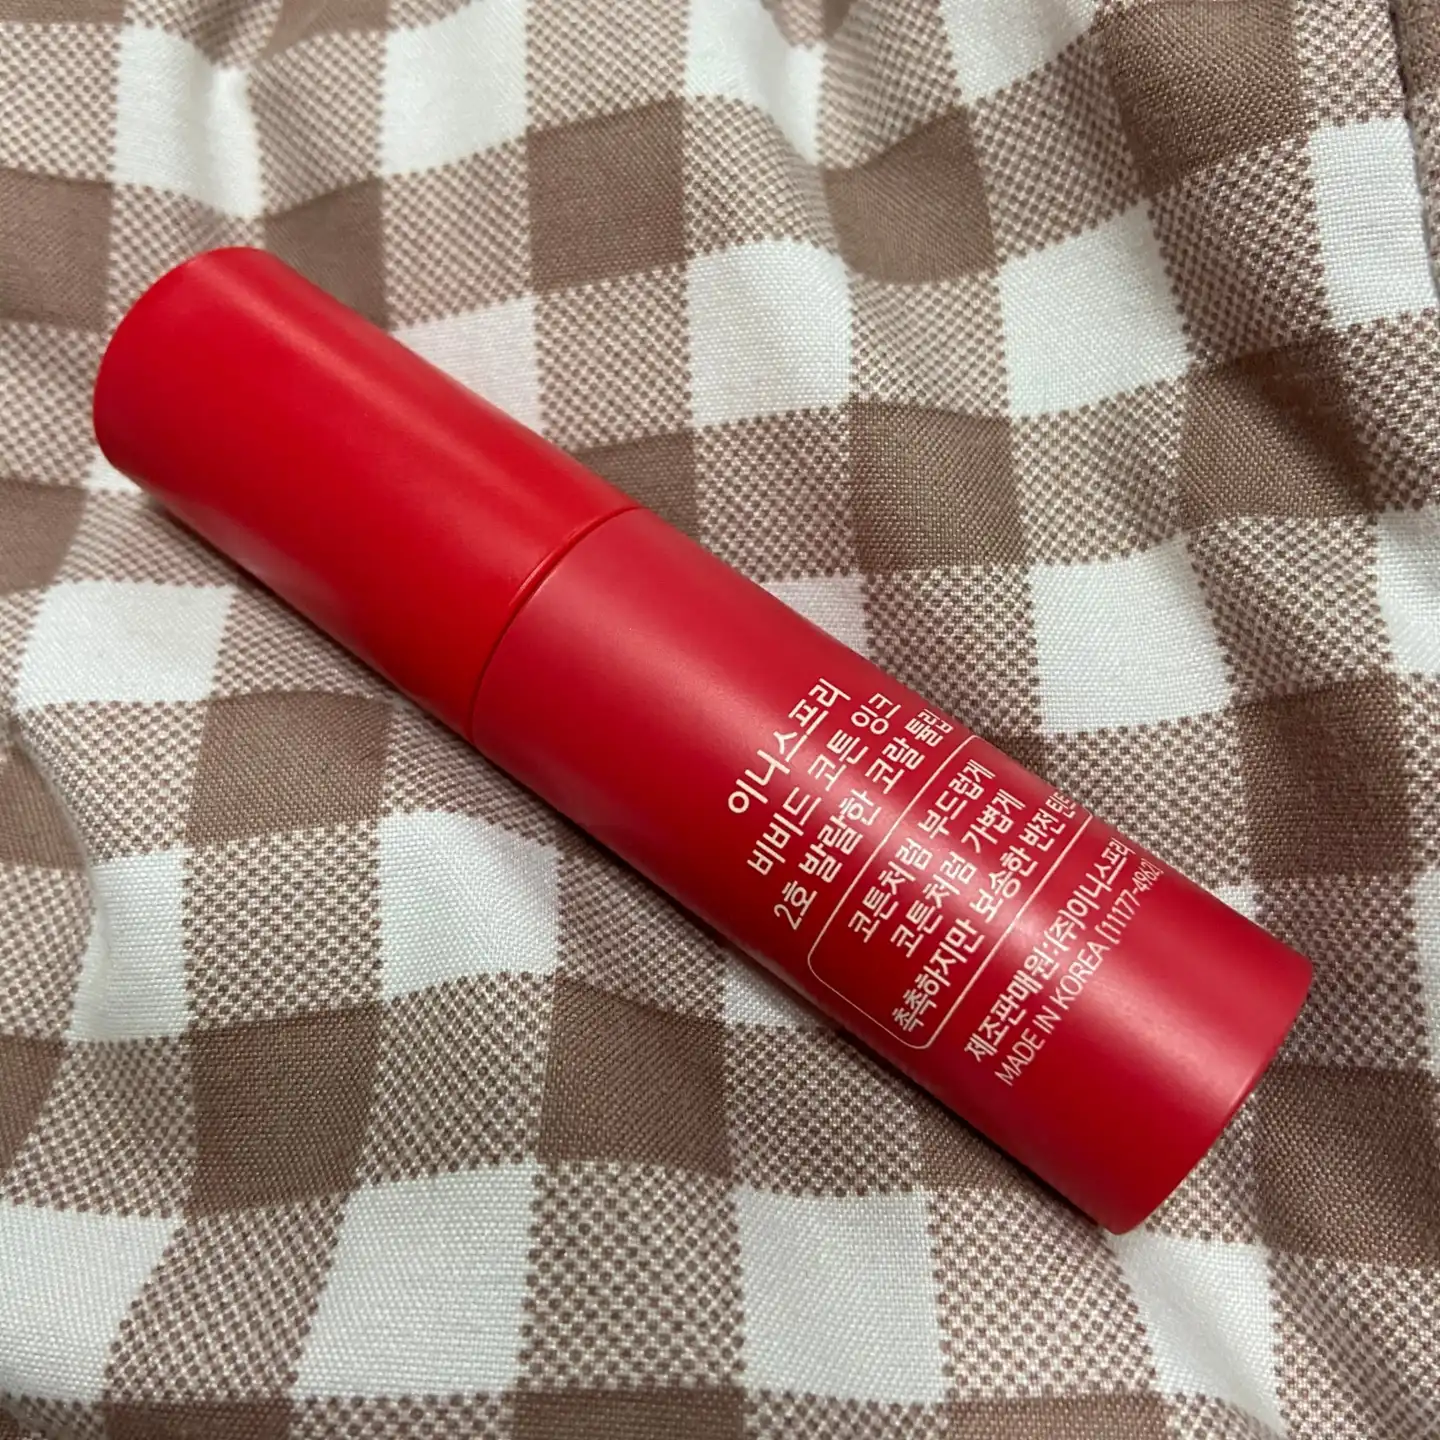 이니스프리
비비드 코튼 잉크
2호 발랄한 코랄 튤립
코튼처럼 부드럽게
코튼처럼 가볍게
촉촉하지만 보송한 반전 틴트
제조판매원:(주)이니스프리
MADE IN KOREA [11177-4962]